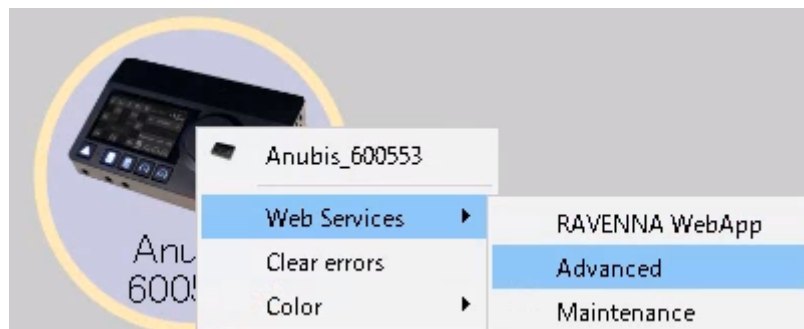 Anubis_600553
Web Services
RAVENNA WebApp
Clear errors
Advanced
Color
Maintenance